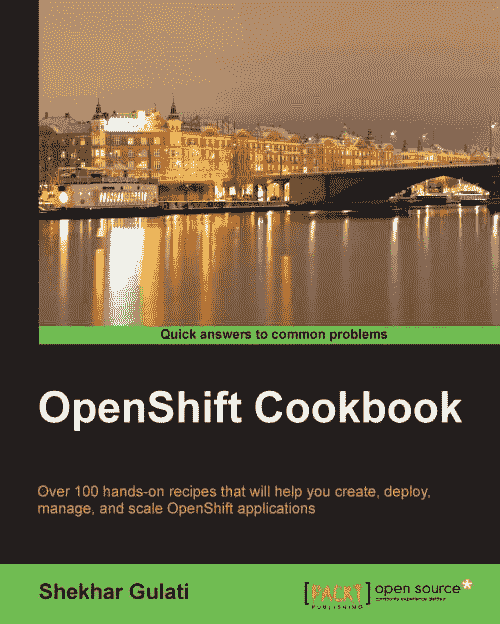 Quick answers to common problems
OpenShift Cookbook
Over 100 hands-on recipes that will help you create, deploy,
manage, and scale OpenShift applications
Shekhar Gulati
[PACKT] open source*
PUBLISHING